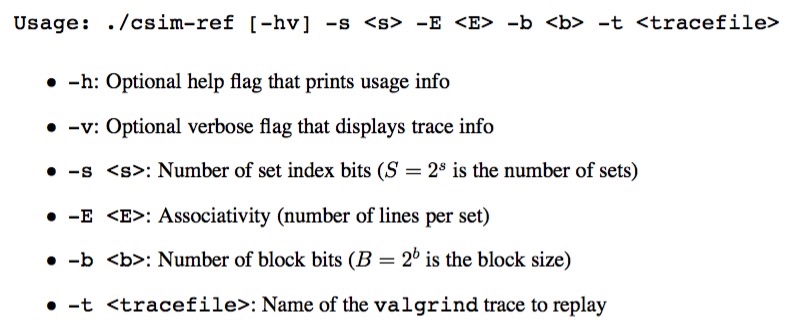 Usage: ./csim-ref [-hv] -s <s> -E <E> -b <b> -t <tracefile>
• -h: Optional help flag that prints usage info
• -v: Optional verbose flag that displays trace info
• -s <s>: Number of set index bits (S = 2ˢ is the number of sets)
• -E <E>: Associativity (number of lines per set)
• -b <b>: Number of block bits (B = 2ᵇ is the block size)
• -t <tracefile>: Name of the valgrind trace to replay